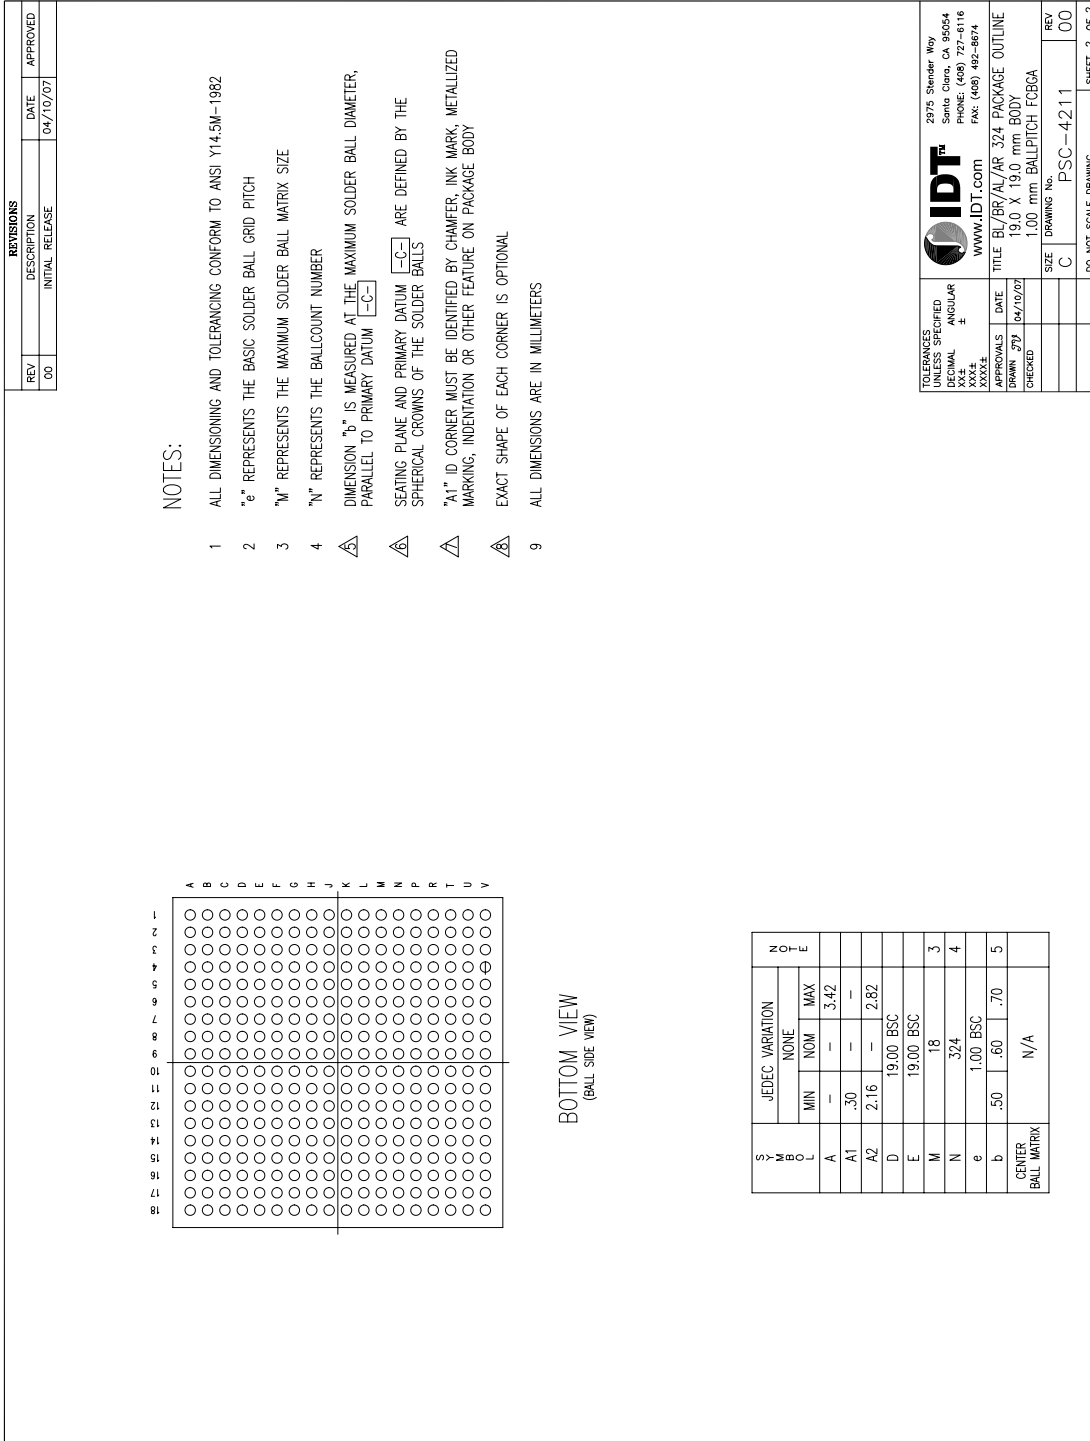 REVISIONS
REV DESCRIPTION DATE APPROVED
00 INITIAL RELEASE 04/10/07
NOTES:
1 ALL DIMENSIONING AND TOLERANCING CONFORM TO ANSI Y14.5M-1982
2 "e" REPRESENTS THE BASIC SOLDER BALL GRID PITCH
3 "M" REPRESENTS THE MAXIMUM SOLDER BALL MATRIX SIZE
4 "N" REPRESENTS THE BALLCOUNT NUMBER
5 DIMENSION "b" IS MEASURED AT THE MAXIMUM SOLDER BALL DIAMETER,
PARALLEL TO PRIMARY DATUM -C-
6 SEATING PLANE AND PRIMARY DATUM -C- ARE DEFINED BY THE
SPHERICAL CROWNS OF THE SOLDER BALLS
7 "A1" ID CORNER MUST BE IDENTIFIED BY CHAMFER, INK MARK, METALLIZED
MARKING, INDENTATION OR OTHER FEATURE ON PACKAGE BODY
8 EXACT SHAPE OF EACH CORNER IS OPTIONAL
9 ALL DIMENSIONS ARE IN MILLIMETERS
18 17 16 15 14 13 12 11 10 9 8 7 6 5 4 3 2 1
A
B
C
D
E
F
G
H
J
K
L
M
N
P
R
T
U
V
BOTTOM VIEW
(BALL SIDE VIEW)
SYMBOL JEDEC VARIATION NOTE
NONE
MIN NOM MAX
A - - 3.42
A1 .30 - -
A2 2.16 - 2.82
D 19.00 BSC
E 19.00 BSC
M 18 3
N 324 4
e 1.00 BSC
b .50 .60 .70 5
CENTER
BALL MATRIX N/A
TOLERANCES
UNLESS SPECIFIED
DECIMAL ANGULAR
XX± ±
XXX±
XXXX±
APPROVALS DATE
DRAWN 04/10/07
CHECKED
IDT™
www.IDT.com
2975 Stender Way
Santa Clara, CA 95054
PHONE: (408) 727-6116
FAX: (408) 492-8674
TITLE BL/BR/AL/AR 324 PACKAGE OUTLINE
19.0 X 19.0 mm BODY
1.00 mm BALLPITCH FCBGA
SIZE DRAWING No. REV
C PSC-4211 00
DO NOT SCALE DRAWING SHEET 2 OF 2